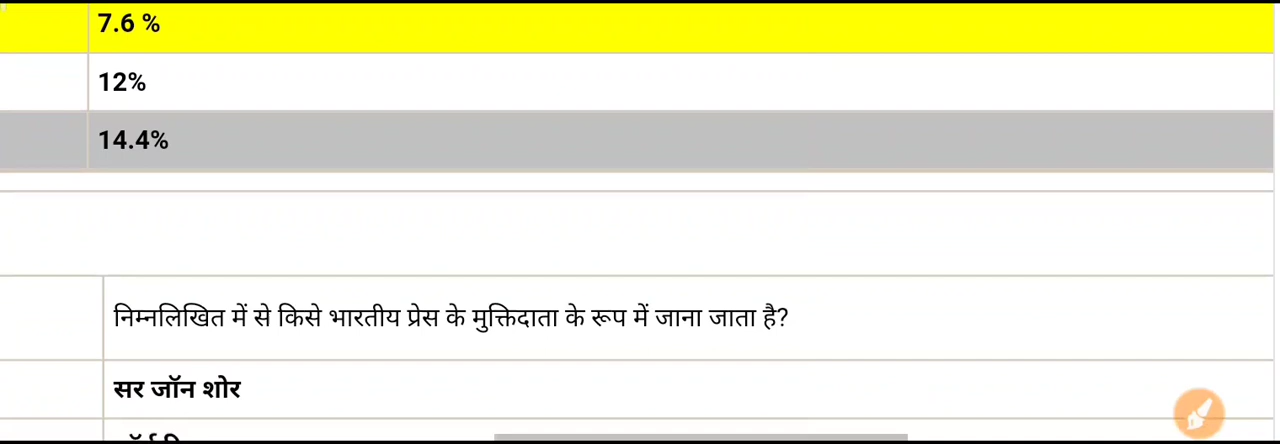 7.6 %
12%
14.4%
निम्नलिखित में से किसे भारतीय प्रेस के मुक्तिदाता के रूप में जाना जाता है?
सर जॉन शोर